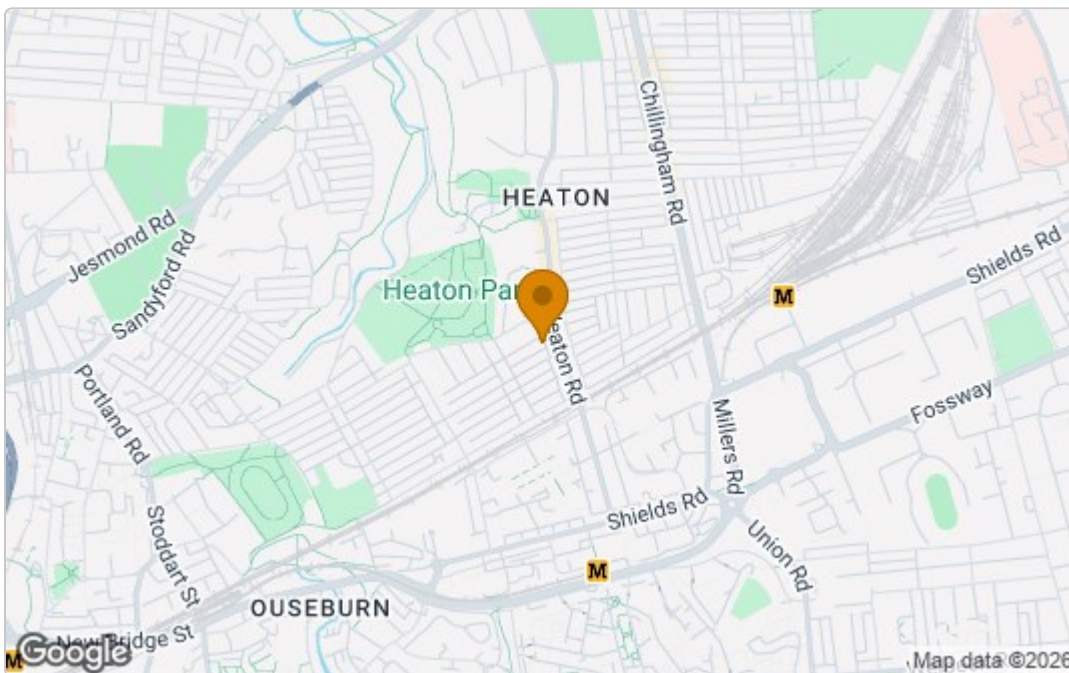 Chillingham Rd
HEATON
Jesmond Rd
Sandyford Rd
Shields Rd
Heaton Par
M
Heaton Rd
Portland Rd
Fossway
Millers Rd
Shields Rd
Stoddart St
Union Rd
M
OUSEBURN
New Bridge St
M
Google
Map data ©2026